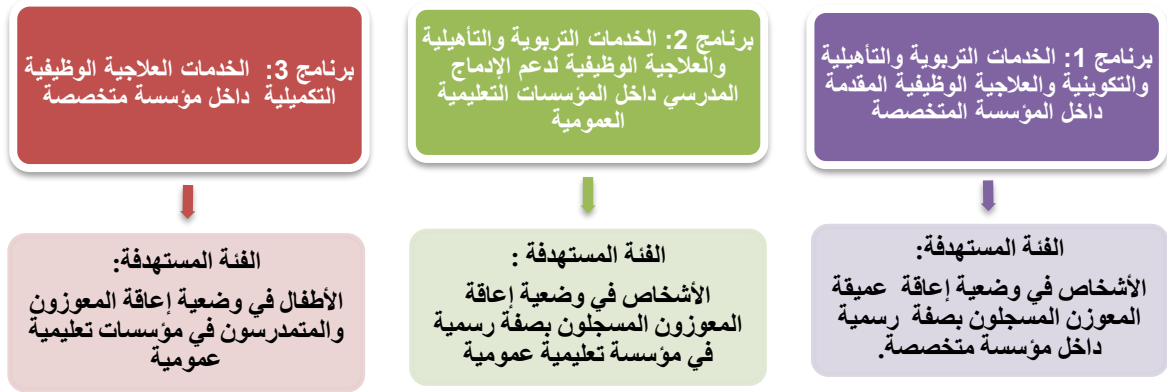 برنامج 1: الخدمات التربوية والتأهيلية
والتكوينية والعلاجية الوظيفية المقدمة
داخل المؤسسة المتخصصة
الفئة المستهدفة:
الأشخاص في وضعية إعاقة عميقة
المعوزن المسجلون بصفة رسمية
داخل مؤسسة متخصصة.
برنامج 2: الخدمات التربوية والتأهيلية
والعلاجية الوظيفية لدعم الإدماج
المدرسي داخل المؤسسات التعليمية
العمومية
الفئة المستهدفة :
الأشخاص في وضعية إعاقة
المعوزون المسجلون بصفة رسمية
في مؤسسة تعليمية عمومية
برنامج 3: الخدمات العلاجية الوظيفية
التكميلية داخل مؤسسة متخصصة
الفئة المستهدفة:
الأطفال في وضعية إعاقة المعوزون
والمتمدرسون في مؤسسات تعليمية
عمومية